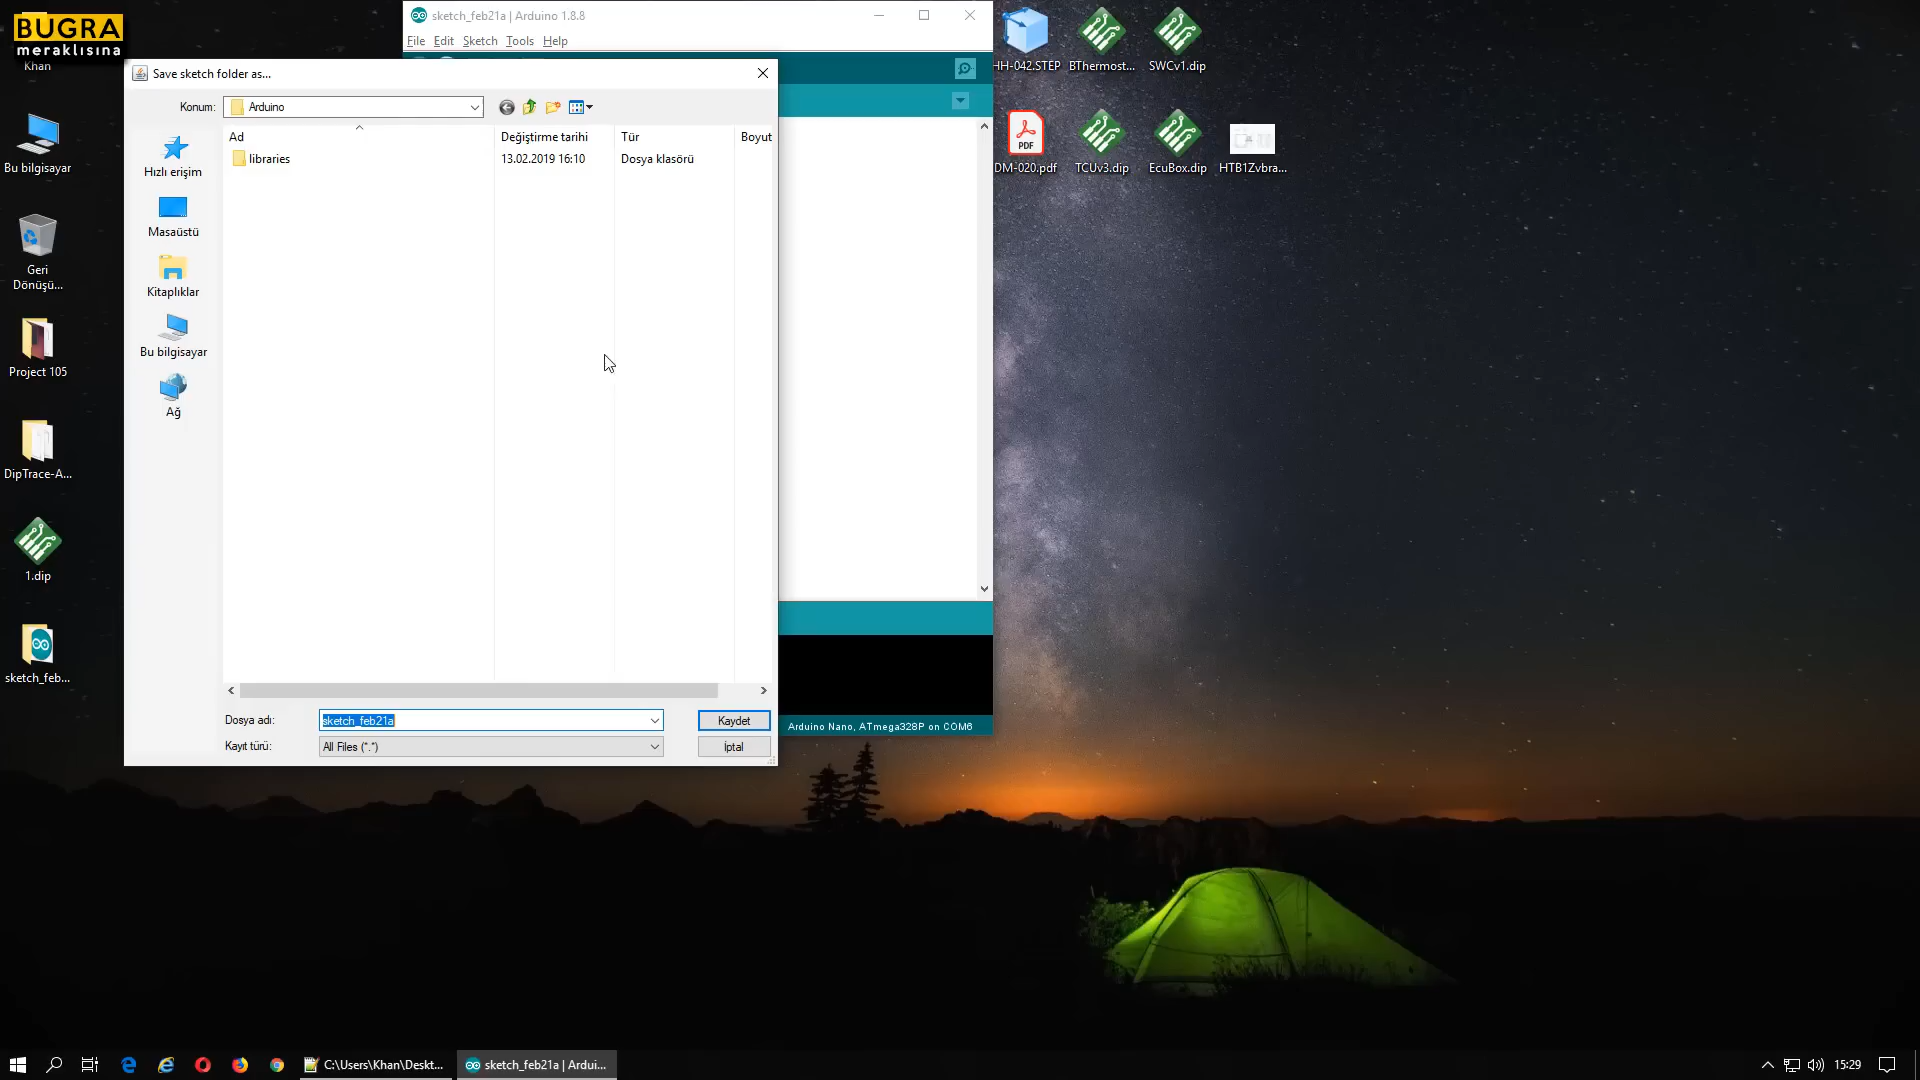 BUGRA
meraklısına
Khan
Bu bilgisayar
Geri
Dönüşü...
Project 105
DipTrace-A...
1.dip
sketch_feb...
sketch_feb21a | Arduino 1.8.8
File Edit Sketch Tools Help
Save sketch folder as...
Konum: Arduino
Hızlı erişim
Masaüstü
Kitaplıklar
Bu bilgisayar
Ağ
Ad Değiştirme tarihi Tür Boyut
libraries 13.02.2019 16:10 Dosya klasörü
Dosya adı: sketch_feb21a Kaydet
Kayıt türü: All Files (*.*) İptal
Arduino Nano, ATmega328P on COM6
HH-042.STEP BThermost... SWCv1.dip
PDF
DM-020.pdf TCUv3.dip EcuBox.dip HTB1Zvbra...
C:\Users\Khan\Deskt... sketch_feb21a | Ardui... 15:29